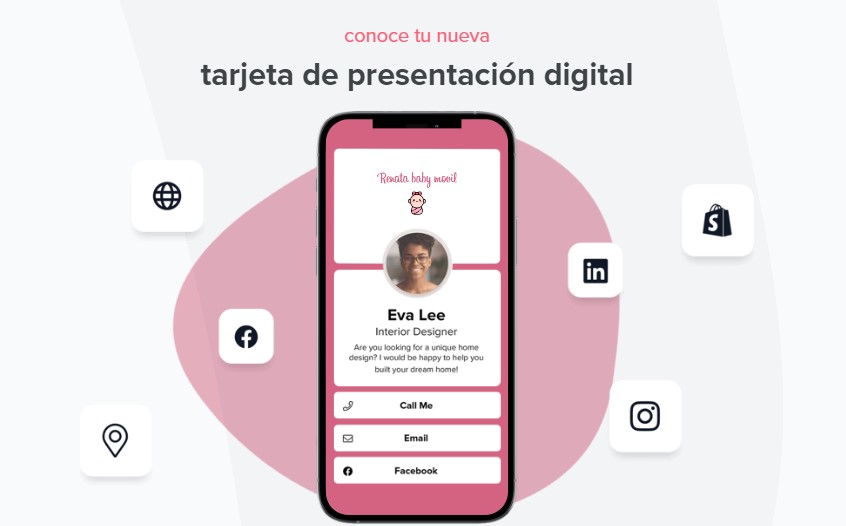 conoce tu nueva
tarjeta de presentación digital
Renata baby movil
Eva Lee
Interior Designer
Are you looking for a unique home
design? I would be happy to help you
built your dream home!
Call Me
Email
Facebook